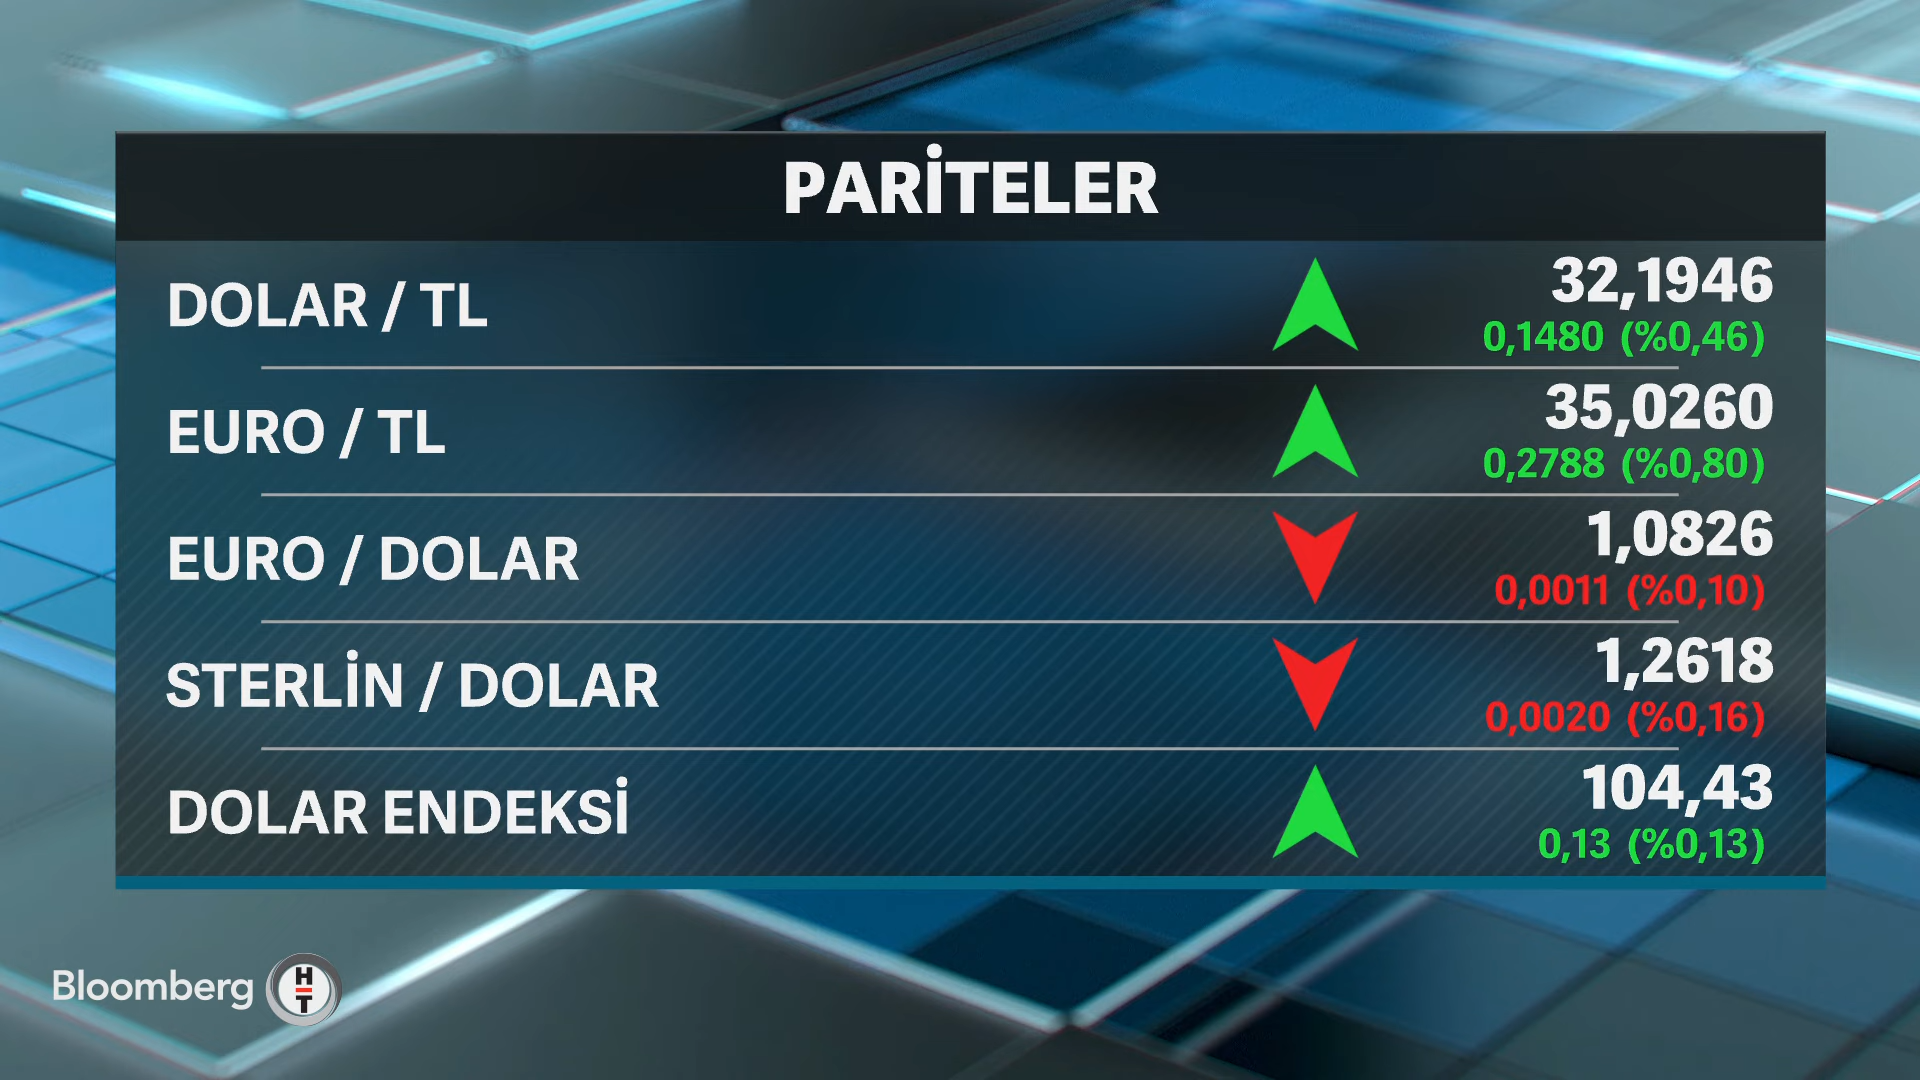 PARİTELER
DOLAR / TL
32,1946
0,1480 (%0,46)
EURO / TL
35,0260
0,2788 (%0,80)
EURO / DOLAR
1,0826
0,0011 (%0,10)
STERLİN / DOLAR
1,2618
0,0020 (%0,16)
DOLAR ENDEKSİ
104,43
0,13 (%0,13)
Bloomberg HT